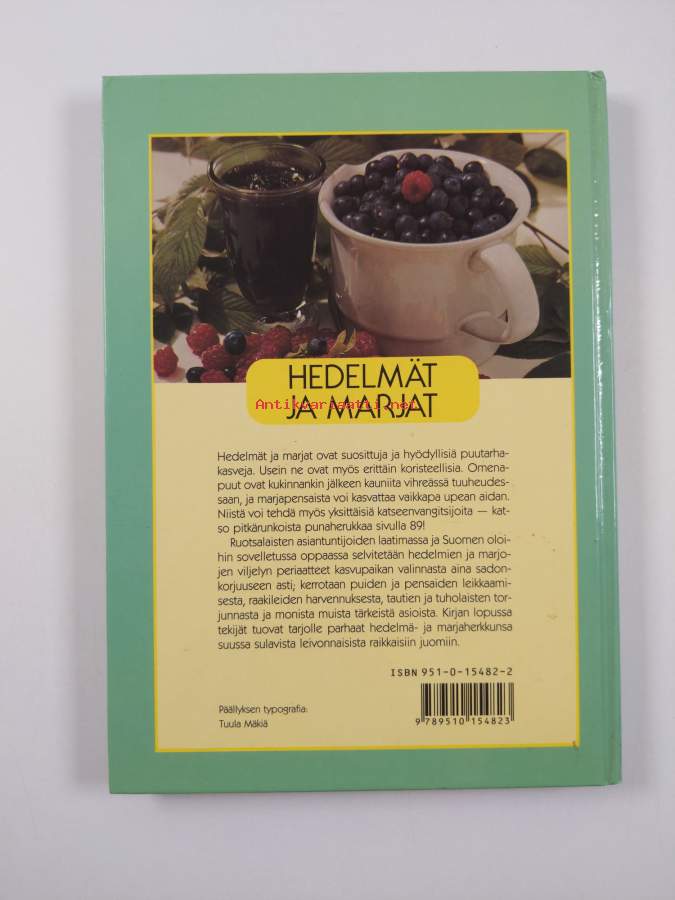 HEDELMÄT
JA MARJAT
Antikvariaatti.net
Hedelmät ja marjat ovat suosittuja ja hyödyllisiä puutarha-
kasveja. Usein ne ovat myös erittäin koristeellisia. Omena-
puut ovat kukinnankin jälkeen kauniita vihreässä tuuheudes-
saan, ja marjapensaista voi kasvattaa vaikkapa upean aidan.
Niistä voi tehdä myös yksittäisiä katseenvangitsijoita — kat-
so pitkärunkoista punaherukkaa sivulla 89!
Ruotsalaisten asiantuntijoiden laatimassa ja Suomen oloi-
hin sovelletussa oppaassa selvitetään hedelmien ja marjo-
jen viljelyn periaatteet kasvupaikan valinnasta aina sadon-
korjuuseen asti; kerrotaan puiden ja pensaiden leikkaami-
sesta, raakileiden harvennuksesta, tautien ja tuholaisten tor-
junnasta ja monista muista tärkeistä asioista. Kirjan lopussa
tekijät tuovat tarjolle parhaat hedelmä- ja marjaherkkunsa
suussa sulavista leivonnaisista raikkaisiin juomiin.
ISBN 951-0-15482-2
9 789510 154823
Päällyksen typografia:
Tuula Mäkiä